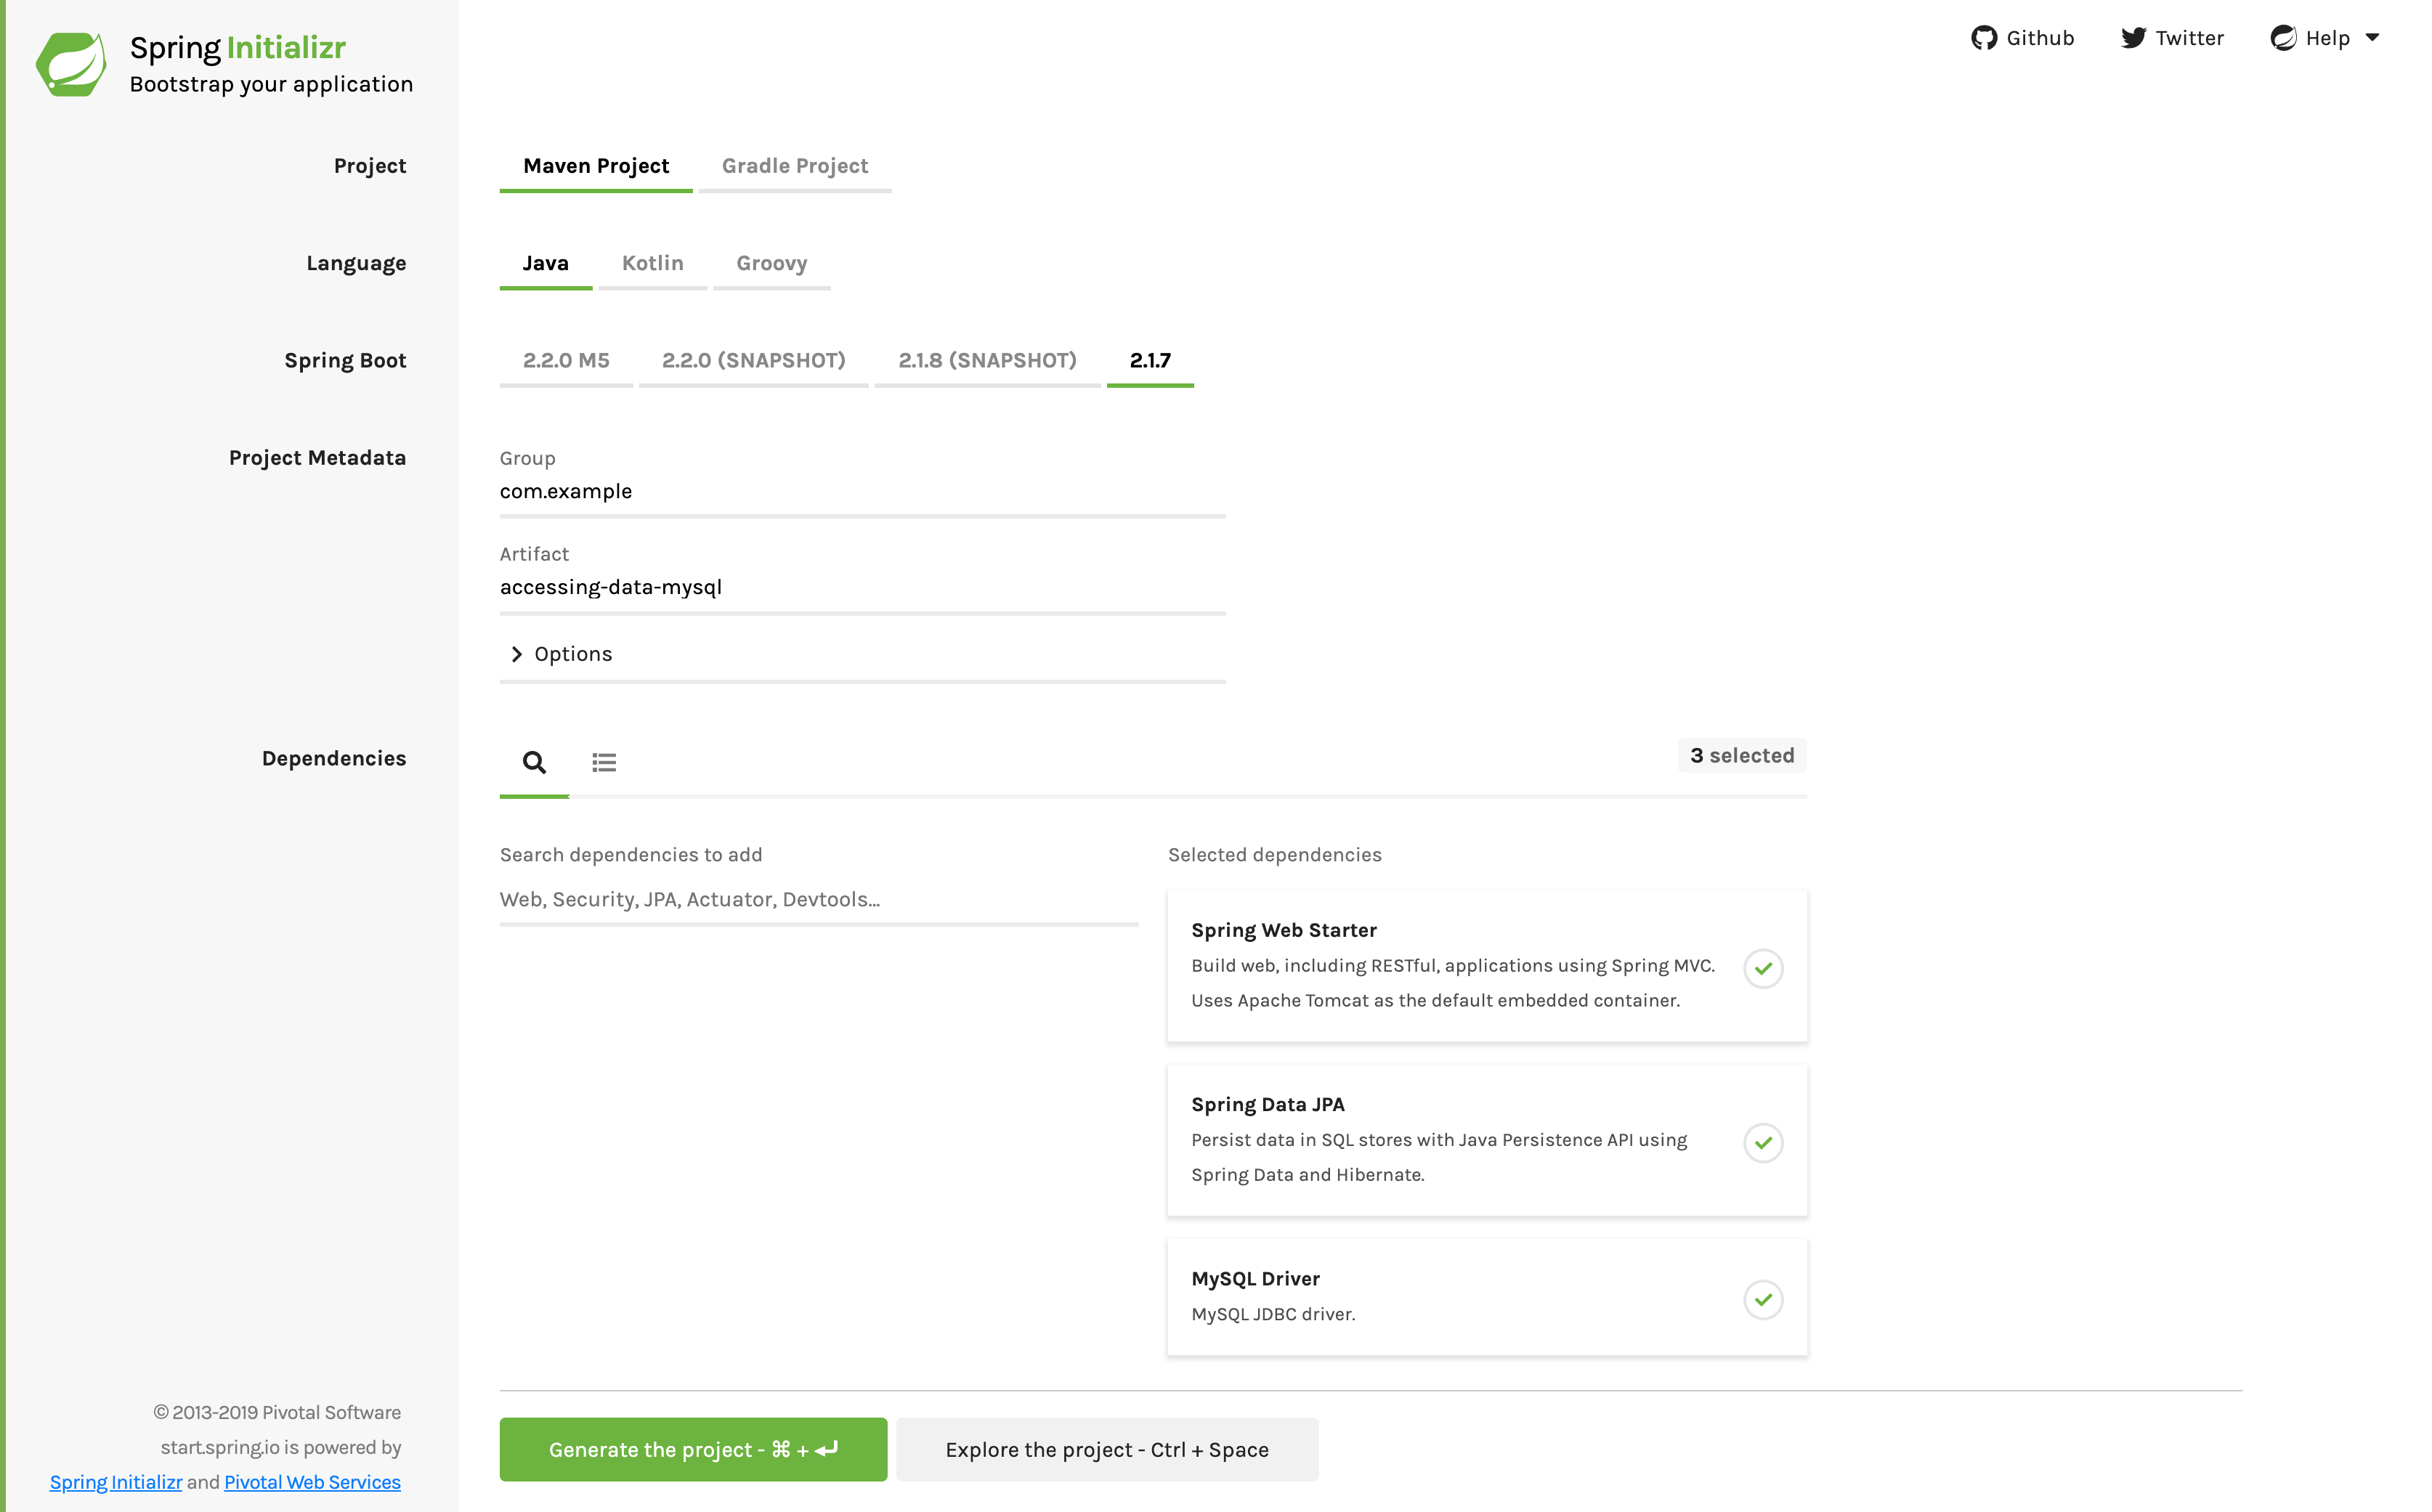 Spring Initializr
Bootstrap your application
Github Twitter Help
Project
Maven Project Gradle Project
Language
Java Kotlin Groovy
Spring Boot
2.2.0 M5 2.2.0 (SNAPSHOT) 2.1.8 (SNAPSHOT) 2.1.7
Project Metadata
Group
com.example
Artifact
accessing-data-mysql
Options
Dependencies
3 selected
Search dependencies to add
Web, Security, JPA, Actuator, Devtools...
Selected dependencies
Spring Web Starter
Build web, including RESTful, applications using Spring MVC.
Uses Apache Tomcat as the default embedded container.
Spring Data JPA
Persist data in SQL stores with Java Persistence API using
Spring Data and Hibernate.
MySQL Driver
MySQL JDBC driver.
© 2013-2019 Pivotal Software
start.spring.io is powered by
Spring Initializr and Pivotal Web Services
Generate the project - ⌘ + ↵
Explore the project - Ctrl + Space